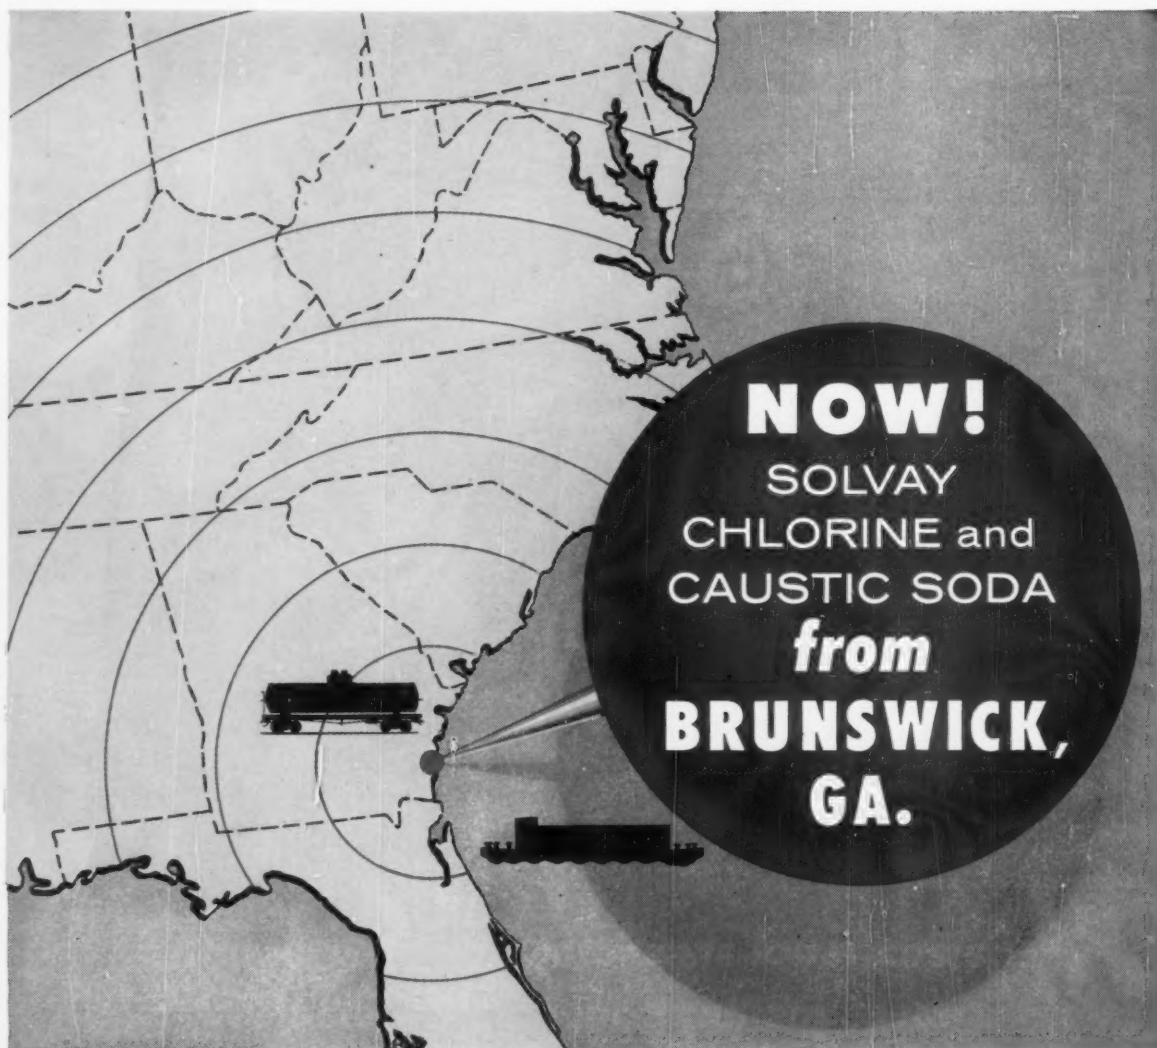 NOW!
SOLVAY
CHLORINE and
CAUSTIC SODA
from
BRUNSWICK,
GA.